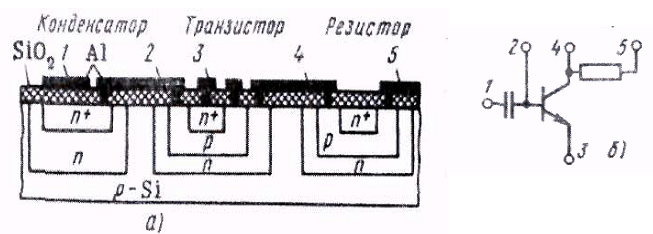 Конденсатор Транзистор Резистор
SiO2 1 Al 2 3 4 5
n+ n+ n+
p p
n n n
p-Si
а)
2 4 5
1
3 б)